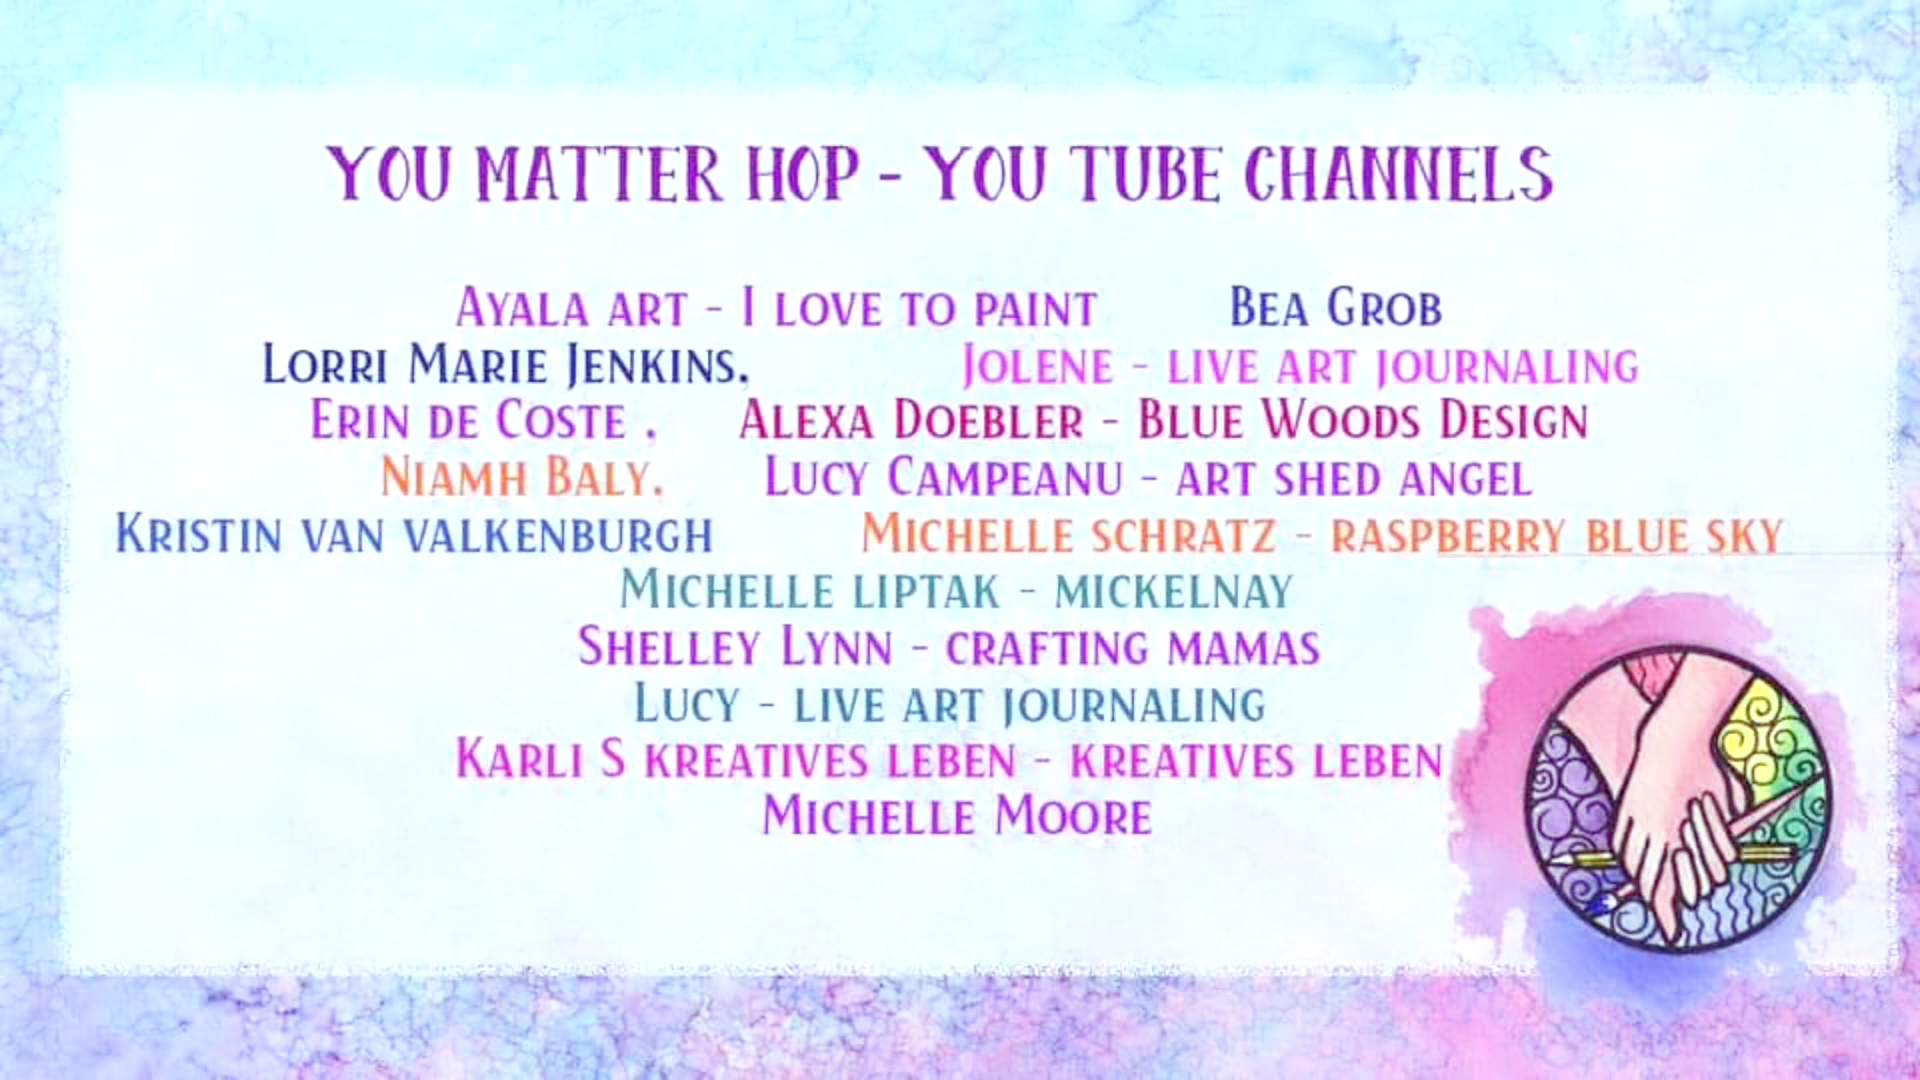 YOU MATTER HOP - YOU TUBE CHANNELS
AYALA ART - I LOVE TO PAINT BEA GROB
LORRI MARIE JENKINS. JOLENE - LIVE ART JOURNALING
ERIN DE COSTE . ALEXA DOEBLER - BLUE WOODS DESIGN
NIAMH BALY. LUCY CAMPEANU - ART SHED ANGEL
KRISTIN VAN VALKENBURGH MICHELLE SCHRATZ - RASPBERRY BLUE SKY
MICHELLE LIPTAK - MICKELNAY
SHELLEY LYNN - CRAFTING MAMAS
LUCY - LIVE ART JOURNALING
KARLI S KREATIVES LEBEN - KREATIVES LEBEN
MICHELLE MOORE